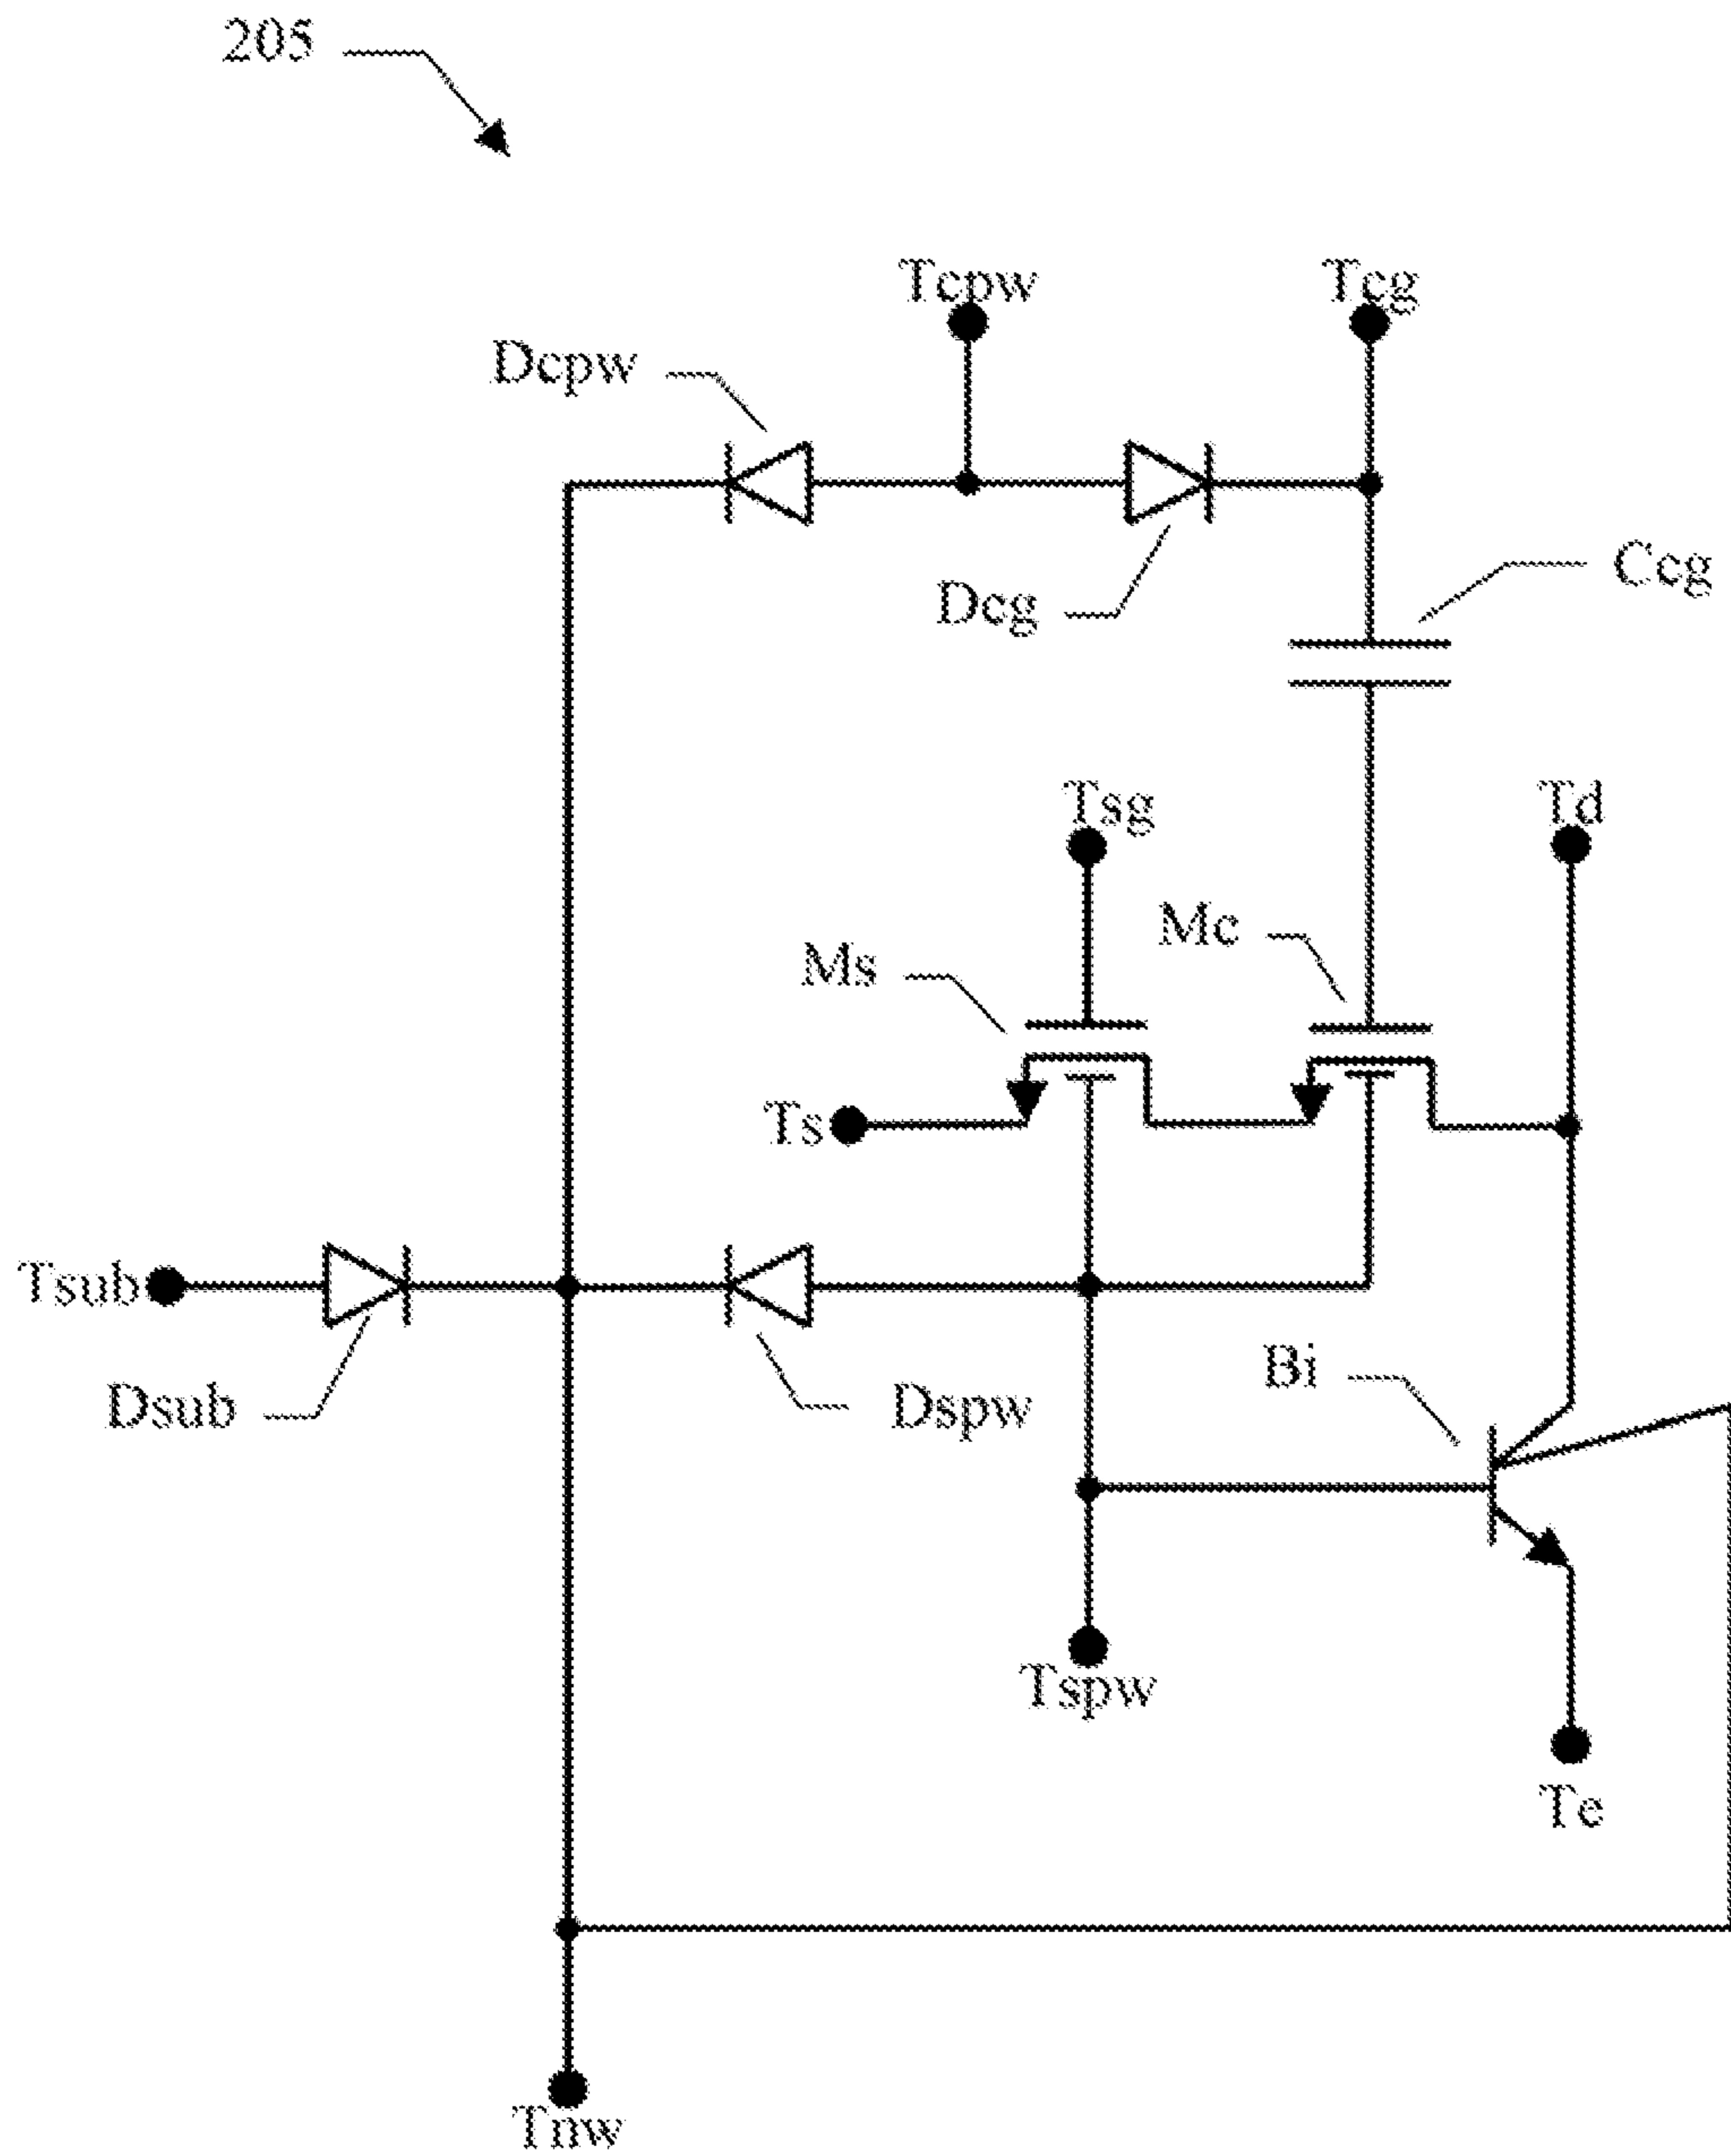 205
Tcpw
Tcg
Dcpw
Ccg
Dcg
Tsg
Td
Mc
Ms
Ts
Tsub
Bi
Dsub
Dspw
Tspw
Te
Tnw